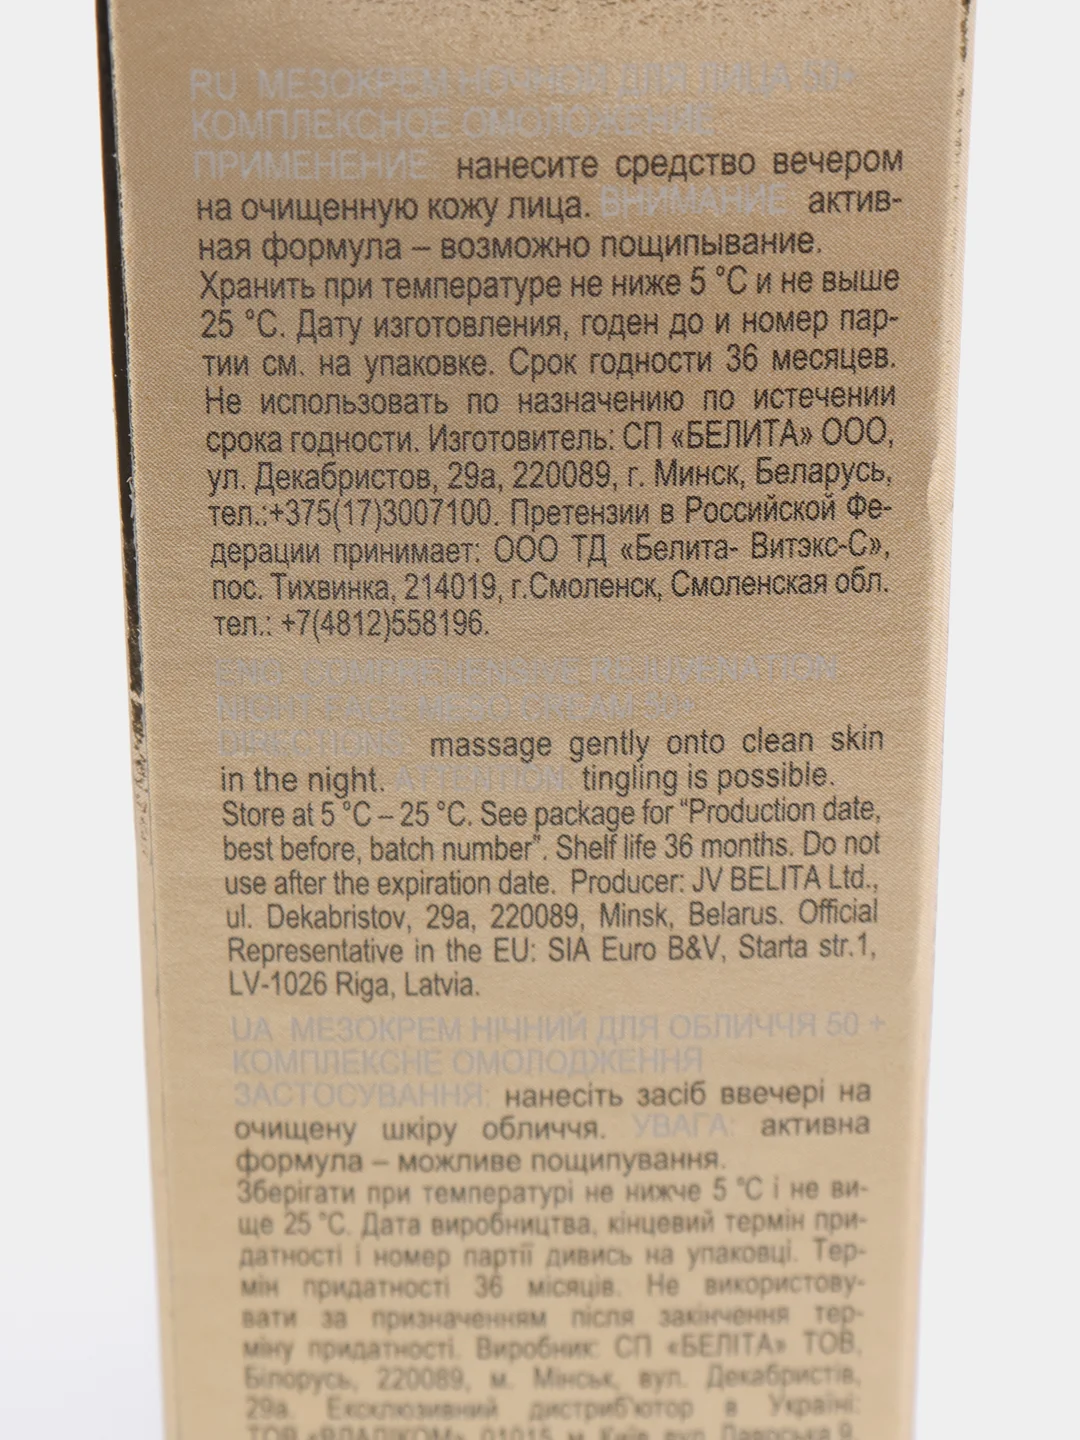 RU МЕЗОКРЕМ НОЧНОЙ ДЛЯ ЛИЦА 50+
КОМПЛЕКСНОЕ ОМОЛОЖЕНИЕ
ПРИМЕНЕНИЕ: нанесите средство вечером
на очищенную кожу лица. ВНИМАНИЕ: актив-
ная формула – возможно пощипывание.
Хранить при температуре не ниже 5 °С и не выше
25 °С. Дату изготовления, годен до и номер пар-
тии см. на упаковке. Срок годности 36 месяцев.
Не использовать по назначению по истечении
срока годности. Изготовитель: СП «БЕЛИТА» ООО,
ул. Декабристов, 29а, 220089, г. Минск, Беларусь,
тел.:+375(17)3007100. Претензии в Российской Фе-
дерации принимает: ООО ТД «Белита- Витэкс-С»,
пос. Тихвинка, 214019, г.Смоленск, Смоленская обл.
тел.: +7(4812)558196.
ENG COMPREHENSIVE REJUVENATION
NIGHT FACE MESO CREAM 50+
DIRECTIONS: massage gently onto clean skin
in the night. ATTENTION: tingling is possible.
Store at 5 °C – 25 °C. See package for “Production date,
best before, batch number”. Shelf life 36 months. Do not
use after the expiration date. Producer: JV BELITA Ltd.,
ul. Dekabristov, 29a, 220089, Minsk, Belarus. Official
Representative in the EU: SIA Euro B&V, Starta str.1,
LV-1026 Riga, Latvia.
UA МЕЗОКРЕМ НІЧНИЙ ДЛЯ ОБЛИЧЧЯ 50 +
КОМПЛЕКСНЕ ОМОЛОДЖЕННЯ
ЗАСТОСУВАННЯ: нанесіть засіб ввечері на
очищену шкіру обличчя. УВАГА: активна
формула – можливе пощипування.
Зберігати при температурі не нижче 5 °С і не ви-
ще 25 °С. Дата виробництва, кінцевий термін при-
датності і номер партії дивись на упаковці. Тер-
мін придатності 36 місяців. Не використову-
вати за призначенням після закінчення тер-
міну придатності. Виробник: СП «БЕЛІТА» ТОВ,
Білорусь, 220089, м. Мінськ, вул. Декабристів,
29а. Ексклюзивний дистриб'ютор в Україні:
ТОВ «ВЛАДІКОМ», 01015, м. Київ, вул.